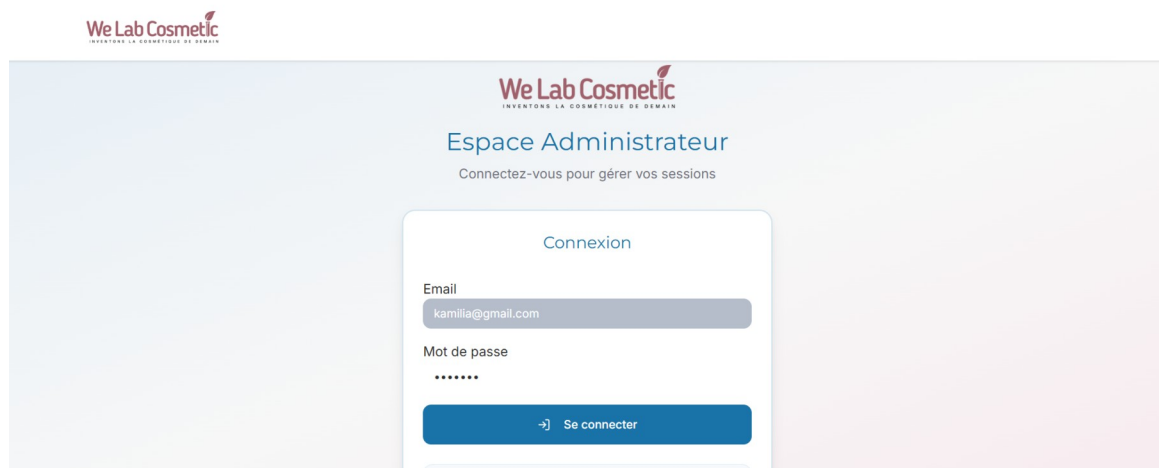 We Lab Cosmetic
INVENTONS LA COSMÉTIQUE DE DEMAIN
We Lab Cosmetic
INVENTONS LA COSMÉTIQUE DE DEMAIN
Espace Administrateur
Connectez-vous pour gérer vos sessions
Connexion
Email
kamilia@gmail.com
Mot de passe
•••••••
Se connecter